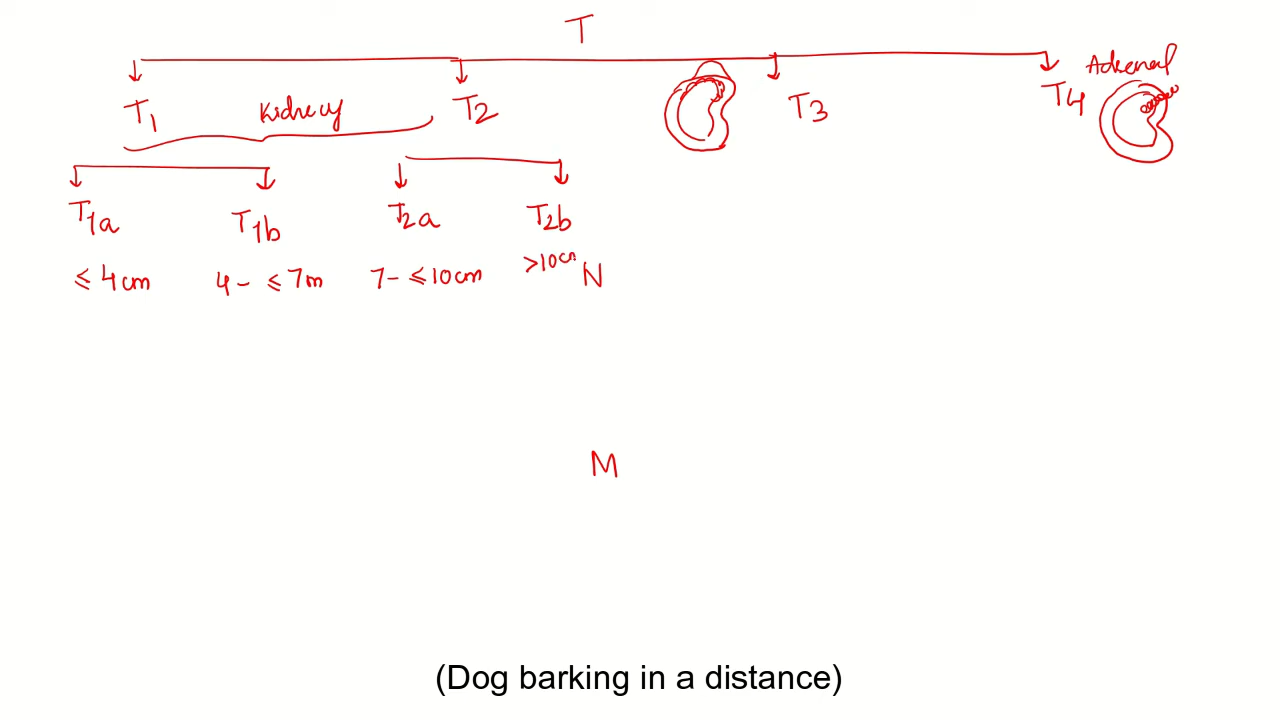 T
Adrenal
T1 Kidney T2 T3 T4
T1a T1b T2a T2b
≤ 4cm 4 - ≤ 7m 7 - ≤ 10cm >10cm
N
M
(Dog barking in a distance)